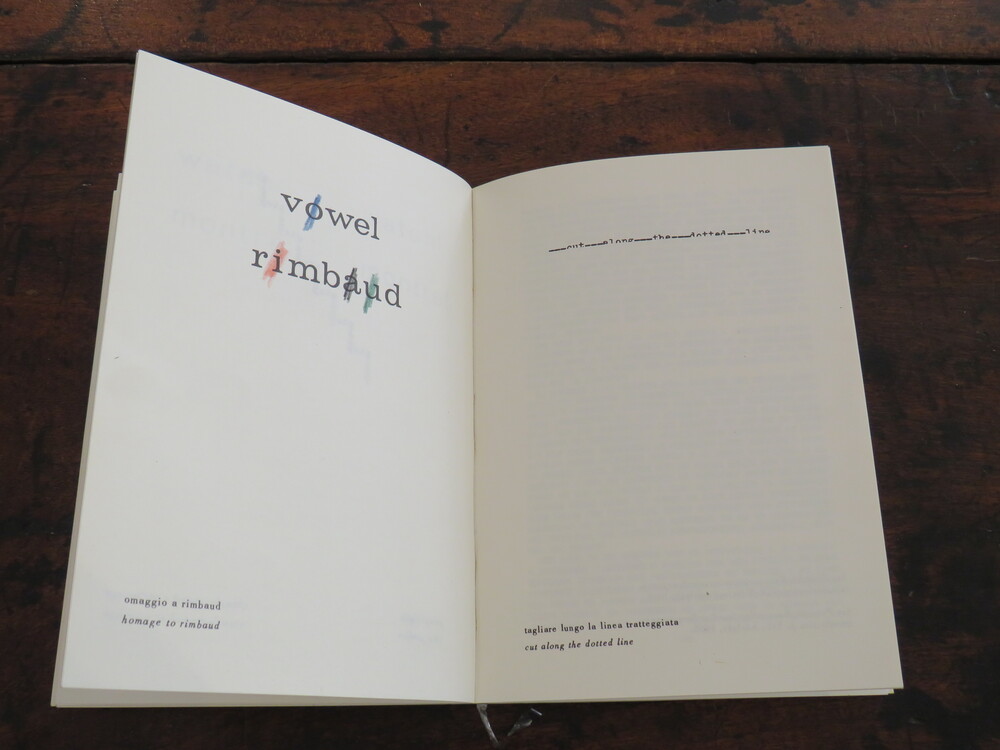 vowel
rimbaud
omaggio a rimbaud
homage to rimbaud
cut along the dotted line
tagliare lungo la linea tratteggiata
cut along the dotted line